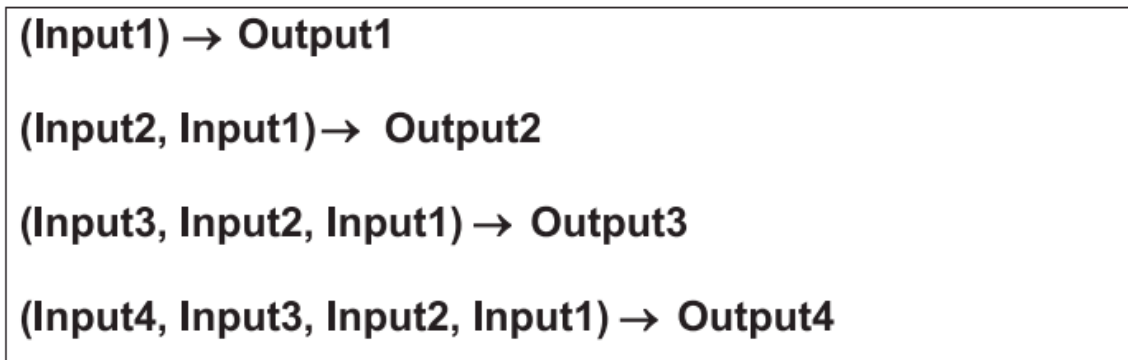 (Input1) → Output1
(Input2, Input1)→ Output2
(Input3, Input2, Input1) → Output3
(Input4, Input3, Input2, Input1) → Output4